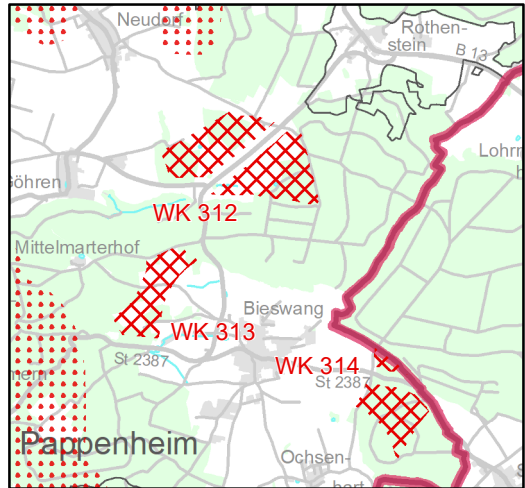 Neudorf
Rothen-
stein
B 13
Göhren
WK 312
Mittelmarterhof
Bieswang
WK 313
St 2387
WK 314
St 2387
Pappenheim
Ochsen-
hart